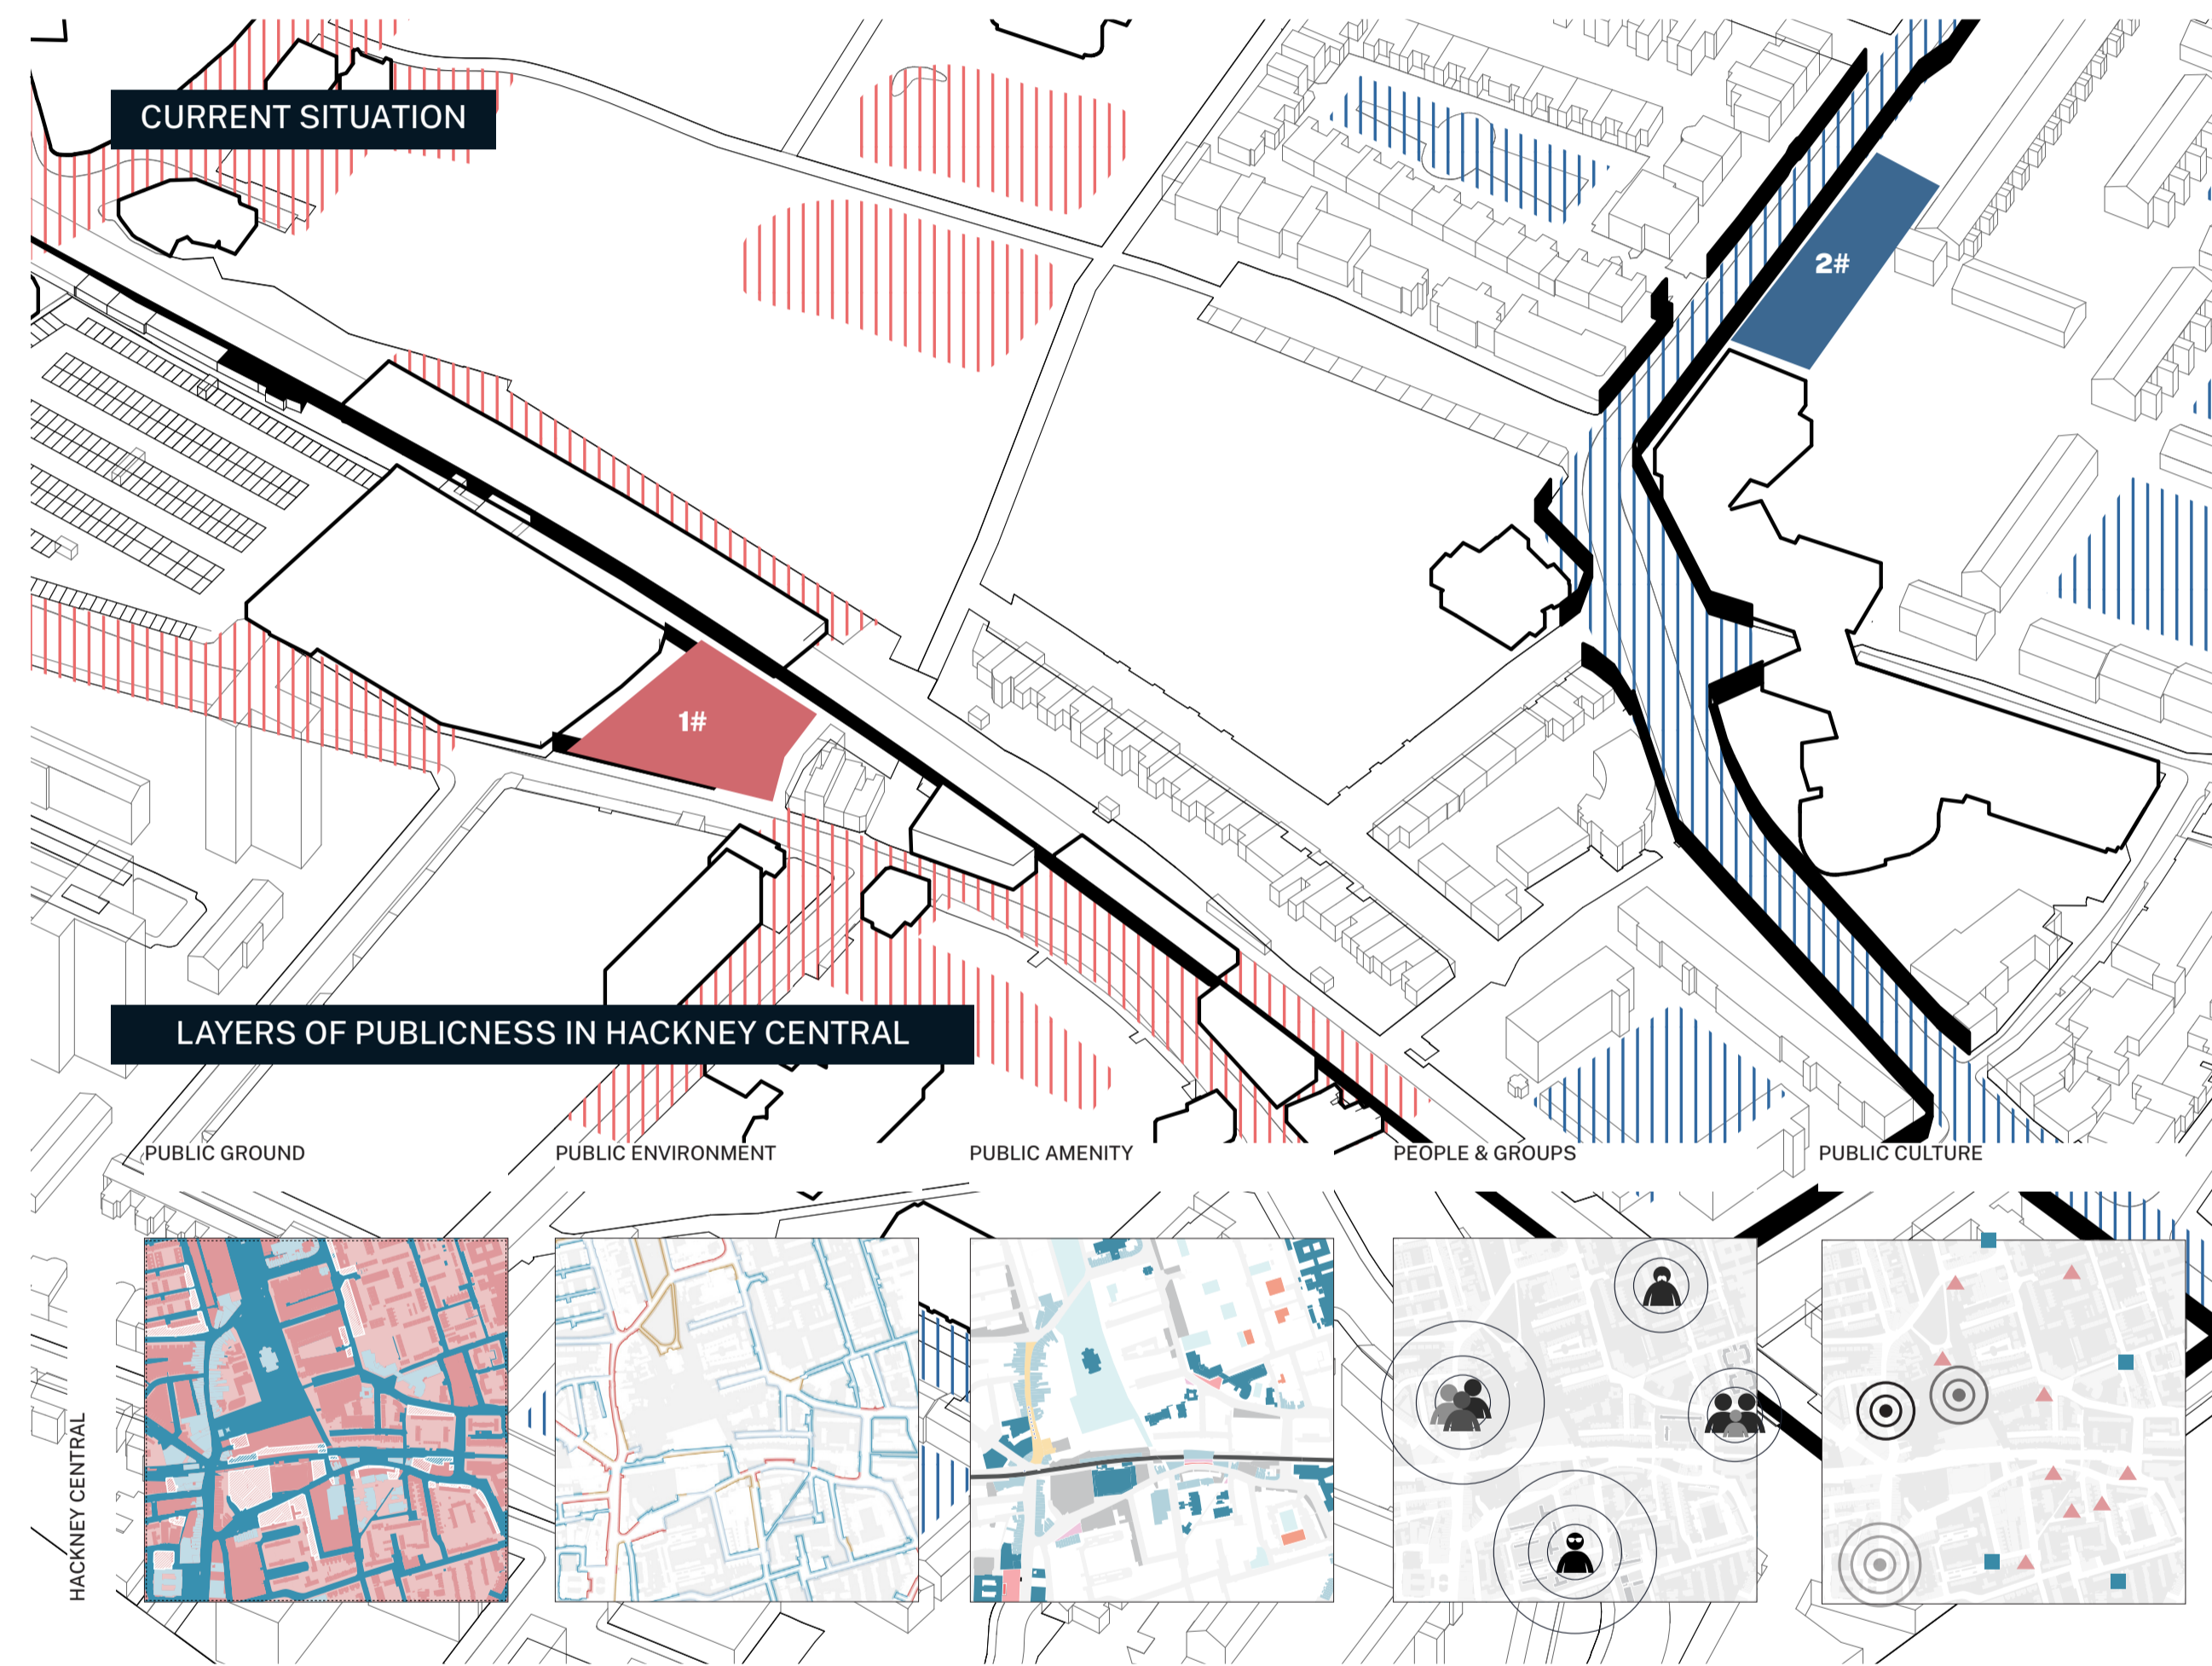 CURRENT SITUATION
2#
1#
LAYERS OF PUBLICNESS IN HACKNEY CENTRAL
PUBLIC GROUND
PUBLIC ENVIRONMENT
PUBLIC AMENITY
PEOPLE & GROUPS
PUBLIC CULTURE
HACKNEY CENTRAL